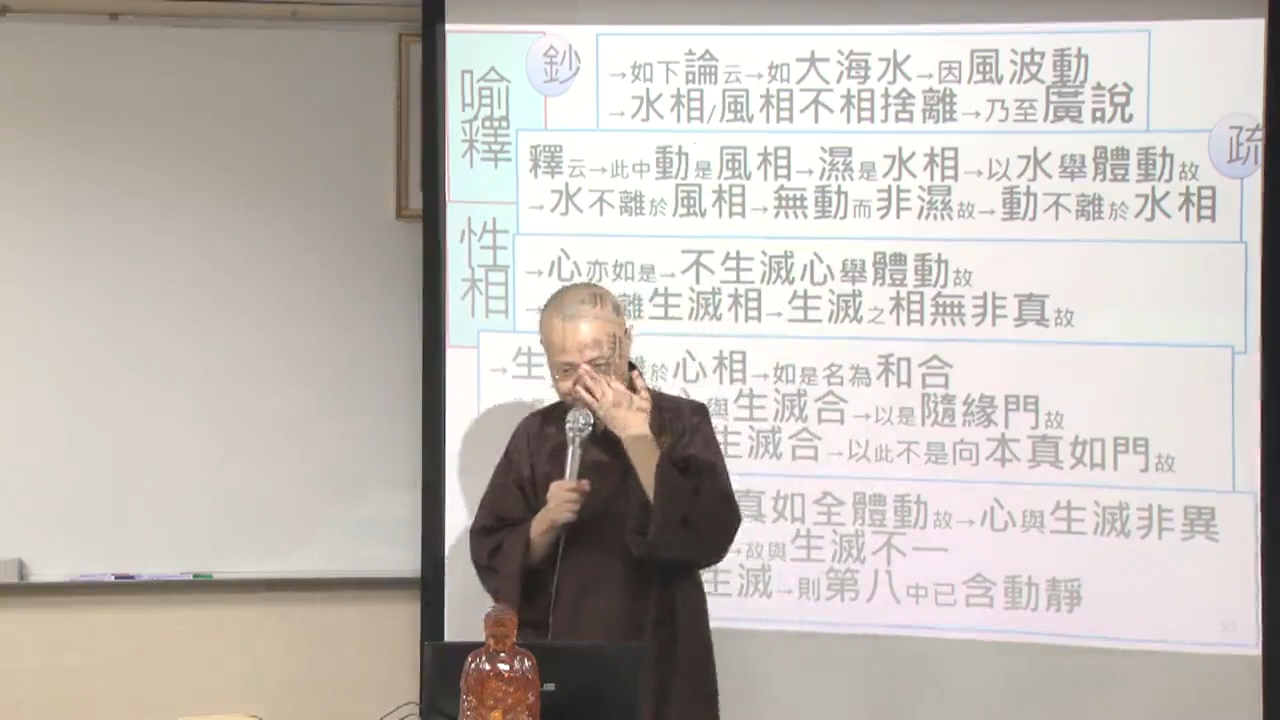 喻釋
鈔
→如下論云→如大海水→因風波動
→水相/風相不相捨離→乃至廣說
疏
釋云→此中動是風相→濕是水相→以水舉體動故
→水不離於風相→無動而非濕故→動不離於水相
性相
→心亦如是→不生滅心舉體動故
離生滅相→生滅之相無非真故
→生 於心相→如是名為和合
與生滅合→以是隨緣門故
生滅合→以此不是向本真如門故
真如全體動故→心與生滅非異
→故與生滅不一
生滅→則第八中已含動靜
55